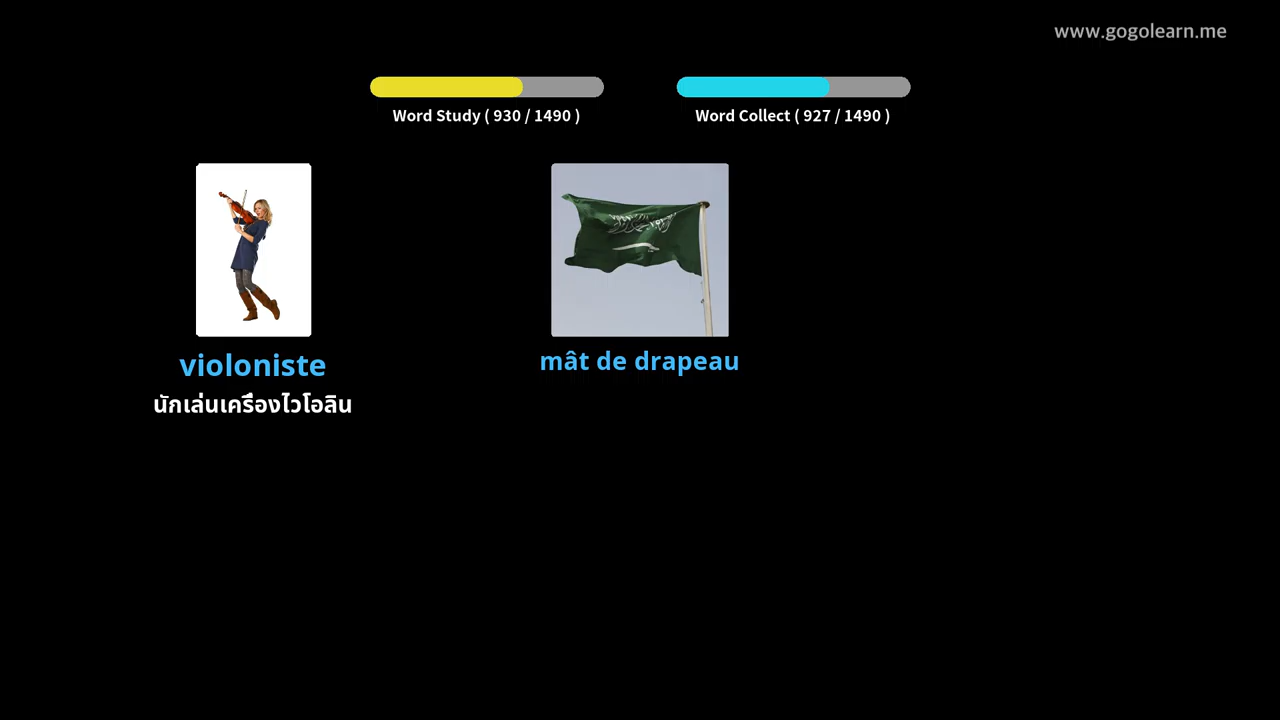 www.gogolearn.me
Word Study ( 930 / 1490 )
Word Collect ( 927 / 1490 )
violoniste
นักเล่นเครื่องไวโอลิน
mât de drapeau